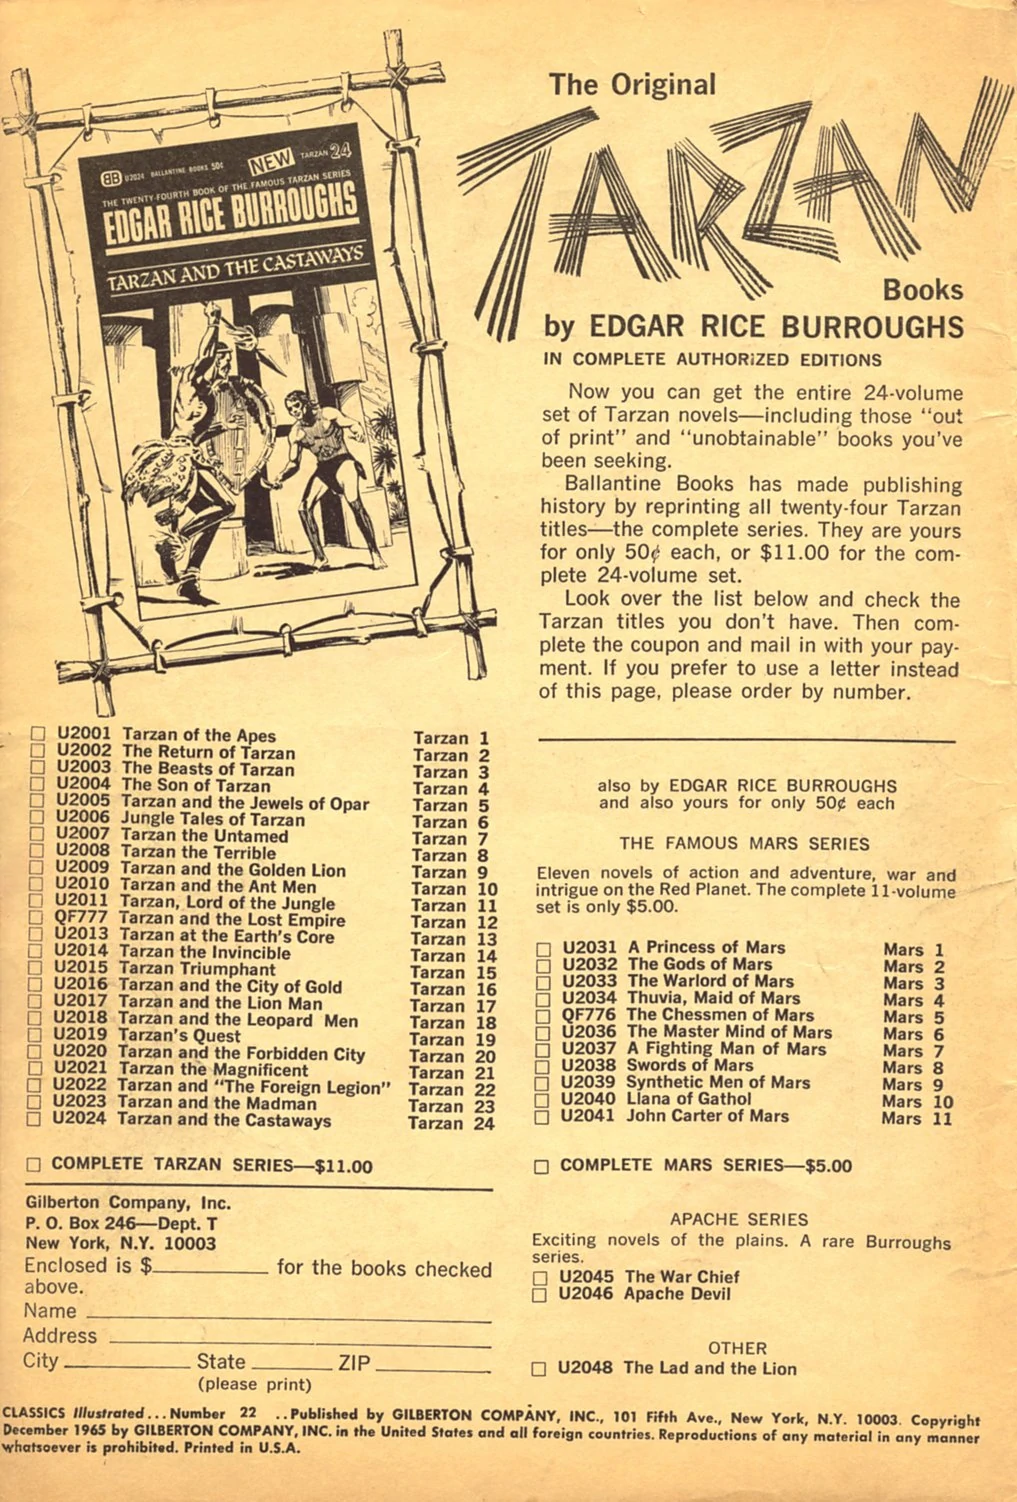 The Original
TARZAN
Books
by EDGAR RICE BURROUGHS
IN COMPLETE AUTHORIZED EDITIONS
BB U2024 BALLANTINE BOOKS 50¢ NEW TARZAN 24
THE TWENTY-FOURTH BOOK OF THE FAMOUS TARZAN SERIES
EDGAR RICE BURROUGHS
TARZAN AND THE CASTAWAYS
Now you can get the entire 24-volume
set of Tarzan novels—including those “out
of print” and “unobtainable” books you’ve
been seeking.
Ballantine Books has made publishing
history by reprinting all twenty-four Tarzan
titles—the complete series. They are yours
for only 50¢ each, or $11.00 for the com-
plete 24-volume set.
Look over the list below and check the
Tarzan titles you don’t have. Then com-
plete the coupon and mail in with your pay-
ment. If you prefer to use a letter instead
of this page, please order by number.
☐ U2001 Tarzan of the Apes Tarzan 1
☐ U2002 The Return of Tarzan Tarzan 2
☐ U2003 The Beasts of Tarzan Tarzan 3
☐ U2004 The Son of Tarzan Tarzan 4
☐ U2005 Tarzan and the Jewels of Opar Tarzan 5
☐ U2006 Jungle Tales of Tarzan Tarzan 6
☐ U2007 Tarzan the Untamed Tarzan 7
☐ U2008 Tarzan the Terrible Tarzan 8
☐ U2009 Tarzan and the Golden Lion Tarzan 9
☐ U2010 Tarzan and the Ant Men Tarzan 10
☐ U2011 Tarzan, Lord of the Jungle Tarzan 11
☐ QF777 Tarzan and the Lost Empire Tarzan 12
☐ U2013 Tarzan at the Earth’s Core Tarzan 13
☐ U2014 Tarzan the Invincible Tarzan 14
☐ U2015 Tarzan Triumphant Tarzan 15
☐ U2016 Tarzan and the City of Gold Tarzan 16
☐ U2017 Tarzan and the Lion Man Tarzan 17
☐ U2018 Tarzan and the Leopard Men Tarzan 18
☐ U2019 Tarzan’s Quest Tarzan 19
☐ U2020 Tarzan and the Forbidden City Tarzan 20
☐ U2021 Tarzan the Magnificent Tarzan 21
☐ U2022 Tarzan and “The Foreign Legion” Tarzan 22
☐ U2023 Tarzan and the Madman Tarzan 23
☐ U2024 Tarzan and the Castaways Tarzan 24
☐ COMPLETE TARZAN SERIES—$11.00
Gilberton Company, Inc.
P. O. Box 246—Dept. T
New York, N.Y. 10003
Enclosed is $__________ for the books checked
above.
Name __________
Address __________
City __________ State __________ ZIP __________
(please print)
also by EDGAR RICE BURROUGHS
and also yours for only 50¢ each
THE FAMOUS MARS SERIES
Eleven novels of action and adventure, war and
intrigue on the Red Planet. The complete 11-volume
set is only $5.00.
☐ U2031 A Princess of Mars Mars 1
☐ U2032 The Gods of Mars Mars 2
☐ U2033 The Warlord of Mars Mars 3
☐ U2034 Thuvia, Maid of Mars Mars 4
☐ QF776 The Chessmen of Mars Mars 5
☐ U2036 The Master Mind of Mars Mars 6
☐ U2037 A Fighting Man of Mars Mars 7
☐ U2038 Swords of Mars Mars 8
☐ U2039 Synthetic Men of Mars Mars 9
☐ U2040 Llana of Gathol Mars 10
☐ U2041 John Carter of Mars Mars 11
☐ COMPLETE MARS SERIES—$5.00
APACHE SERIES
Exciting novels of the plains. A rare Burroughs
series.
☐ U2045 The War Chief
☐ U2046 Apache Devil
OTHER
☐ U2048 The Lad and the Lion
CLASSICS Illustrated...Number 22 ..Published by GILBERTON COMPANY, INC., 101 Fifth Ave., New York, N.Y. 10003. Copyright
December 1965 by GILBERTON COMPANY, INC. in the United States and all foreign countries. Reproductions of any material in any manner
whatsoever is prohibited. Printed in U.S.A.